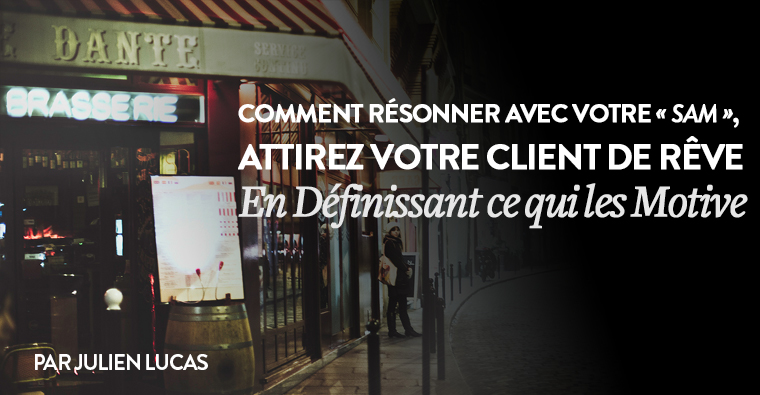 DANTE
SERVICE
BRASSERIE
COMMENT RÉSONNER AVEC VOTRE « SAM »,
ATTIREZ VOTRE CLIENT DE RÊVE
En Définissant ce qui les Motive
PAR JULIEN LUCAS